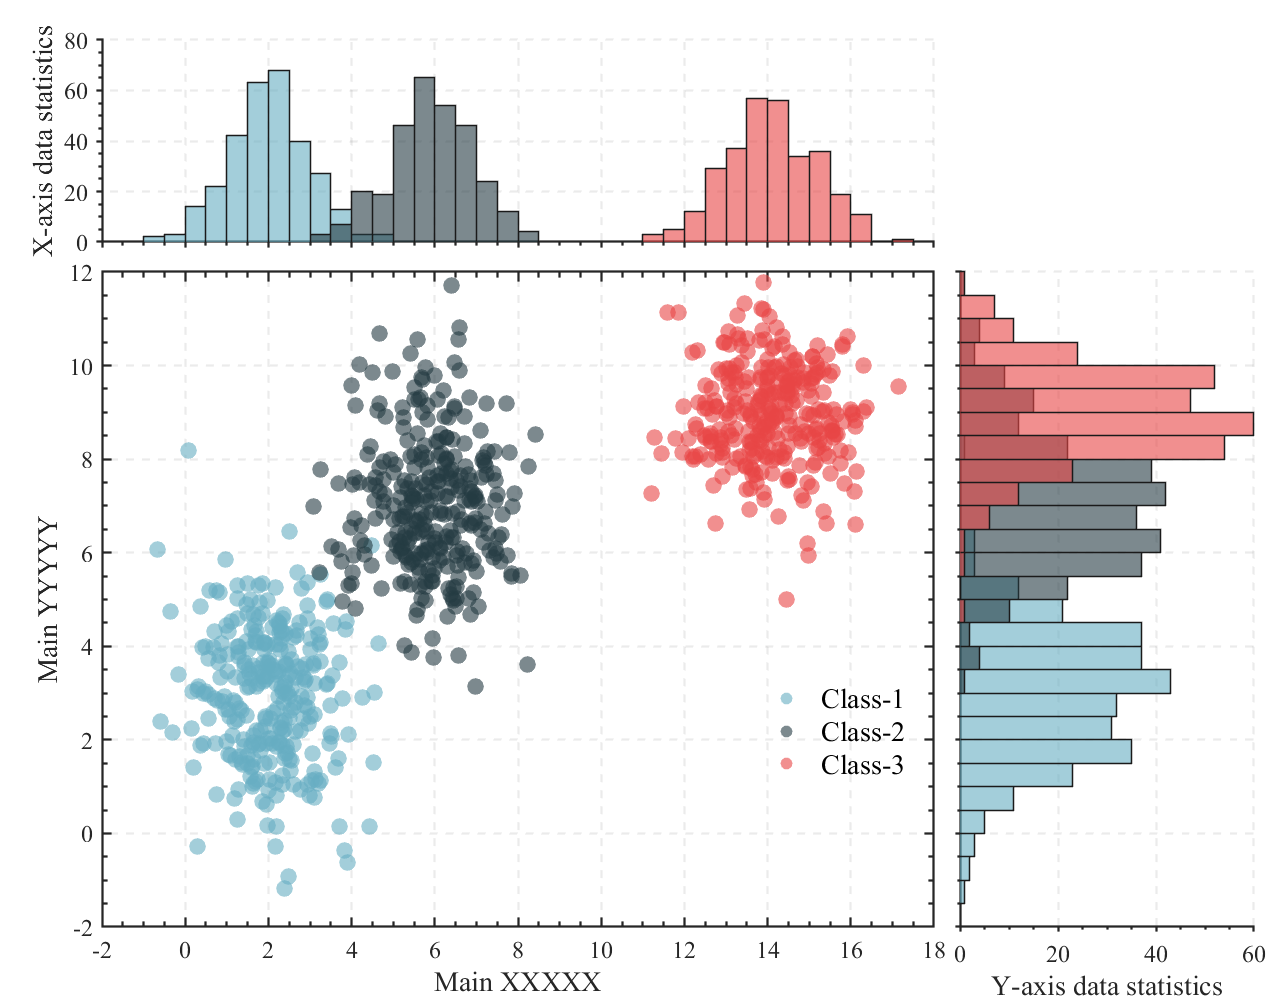 X-axis data statistics
80
60
40
20
0
12
10
8
6
4
2
0
-2
Main YYYYY
Class-1
Class-2
Class-3
-2 0 2 4 6 8 10 12 14 16 18
Main XXXXX
0 20 40 60
Y-axis data statistics